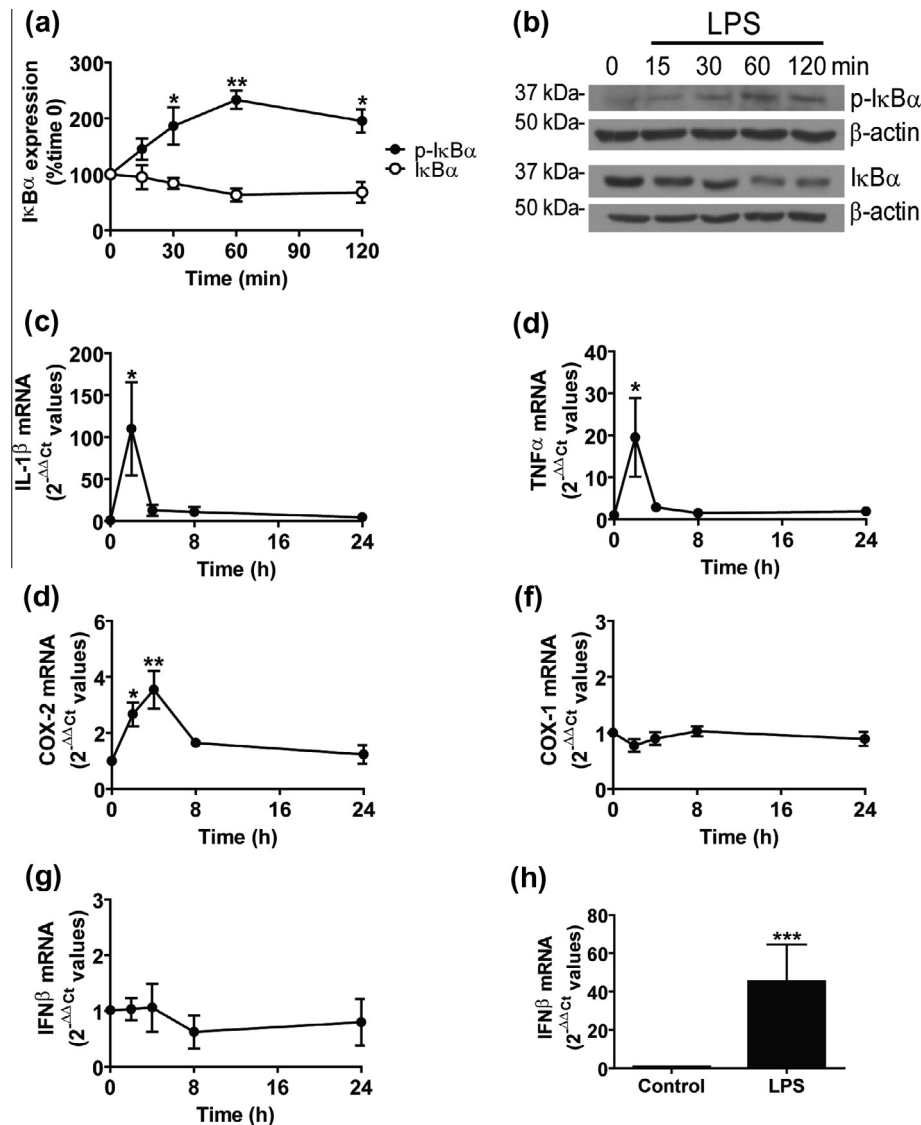 (a)
IκBα expression
(%time 0)
300
200
100
0
*
**
*
0 30 60 90 120
Time (min)
p-IκBα
IκBα
(b)
LPS
0 15 30 60 120 min
37 kDa-
p-IκBα
50 kDa-
β-actin
37 kDa-
IκBα
50 kDa-
β-actin
(c)
IL-1β mRNA
(2-ΔΔCt values)
200
150
100
50
0
*
0 8 16 24
Time (h)
(d)
TNFα mRNA
(2-ΔΔCt values)
40
30
20
10
0
*
0 8 16 24
Time (h)
(d)
COX-2 mRNA
(2-ΔΔCt values)
6
4
2
0
*
**
0 8 16 24
Time (h)
(f)
COX-1 mRNA
(2-ΔΔCt values)
3
2
1
0
0 8 16 24
Time (h)
(g)
IFNβ mRNA
(2-ΔΔCt values)
3
2
1
0
0 8 16 24
Time (h)
(h)
IFNβ mRNA
(2-ΔΔCt values)
80
60
40
20
0
***
Control LPS